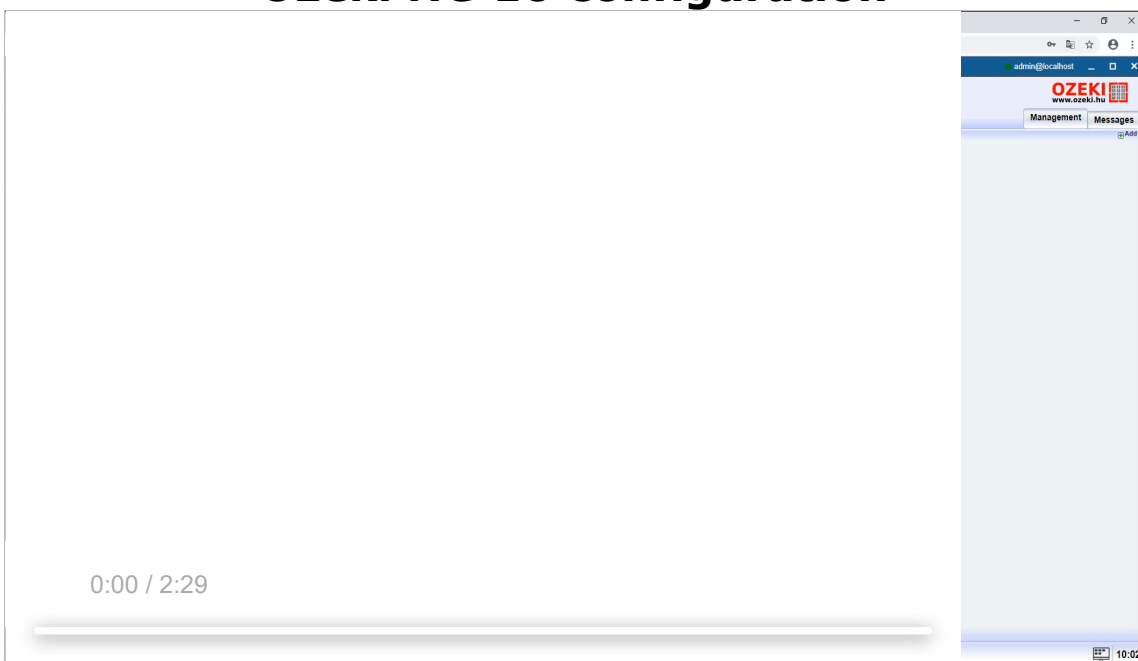 admin@localhost
OZEKI
www.ozeki.hu
Management Messages
Add
0:00 / 2:29
10:02